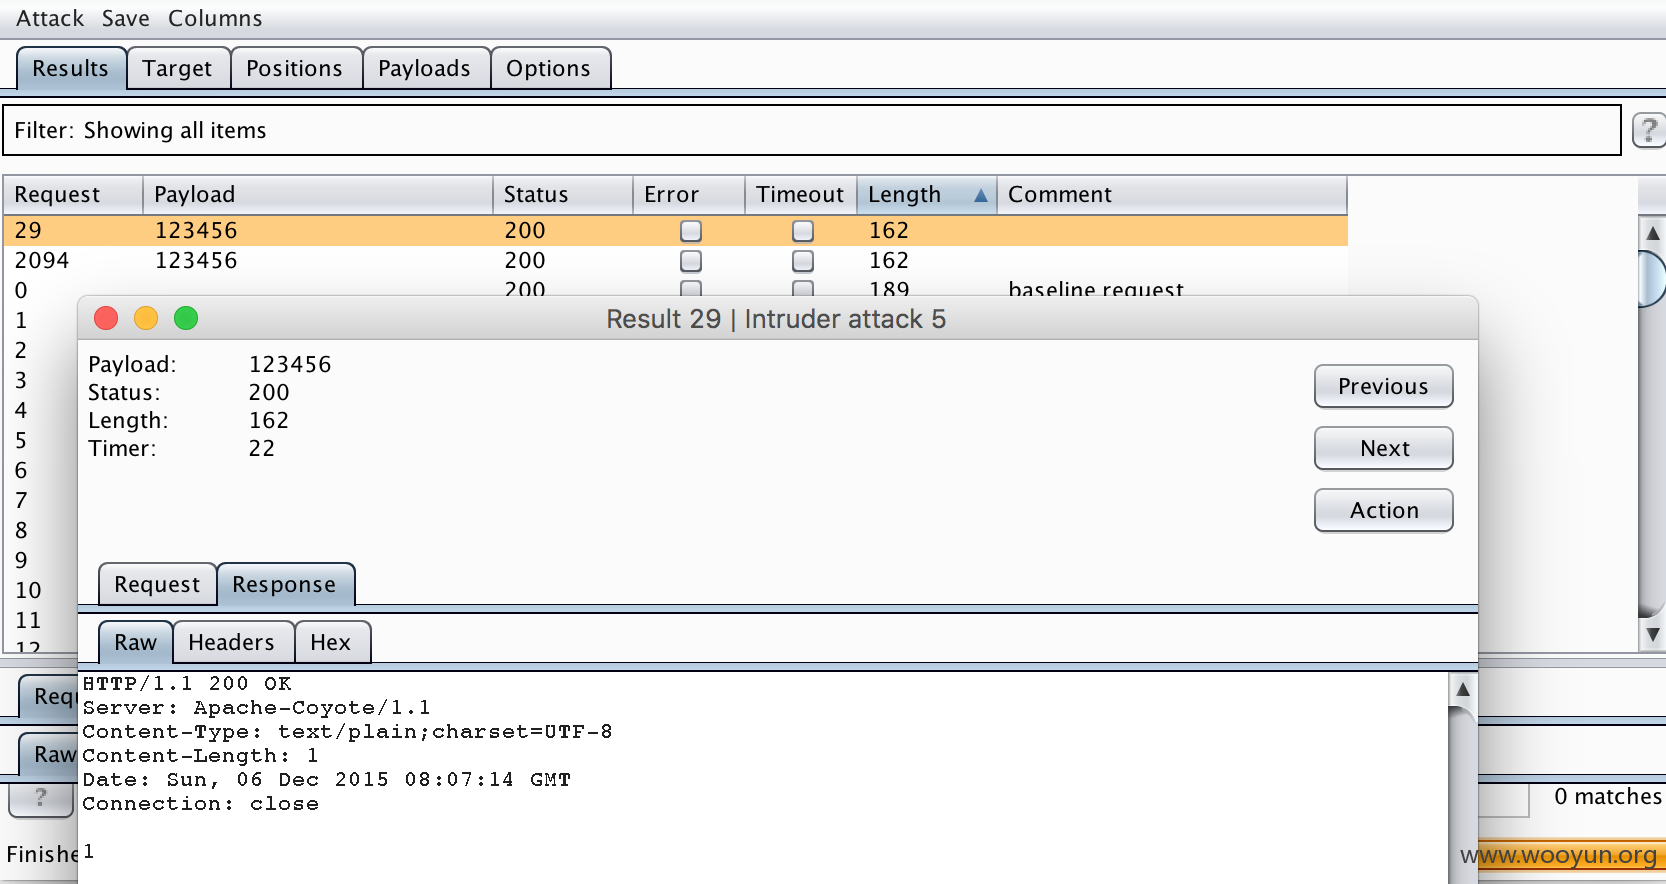 Attack Save Columns
Results Target Positions Payloads Options
Filter: Showing all items
?
Request Payload Status Error Timeout Length Comment
29 123456 200 162
2094 123456 200 162
0 200 189 baseline request
1
2
3
4
5
6
7
8
9
10
11
12
Result 29 | Intruder attack 5
Payload: 123456
Status: 200
Length: 162
Timer: 22
Previous
Next
Action
Request Response
Raw Headers Hex
HTTP/1.1 200 OK
Server: Apache-Coyote/1.1
Content-Type: text/plain;charset=UTF-8
Content-Length: 1
Date: Sun, 06 Dec 2015 08:07:14 GMT
Connection: close
1
Requ
Raw
?
0 matches
Finishe
www.wooyun.org